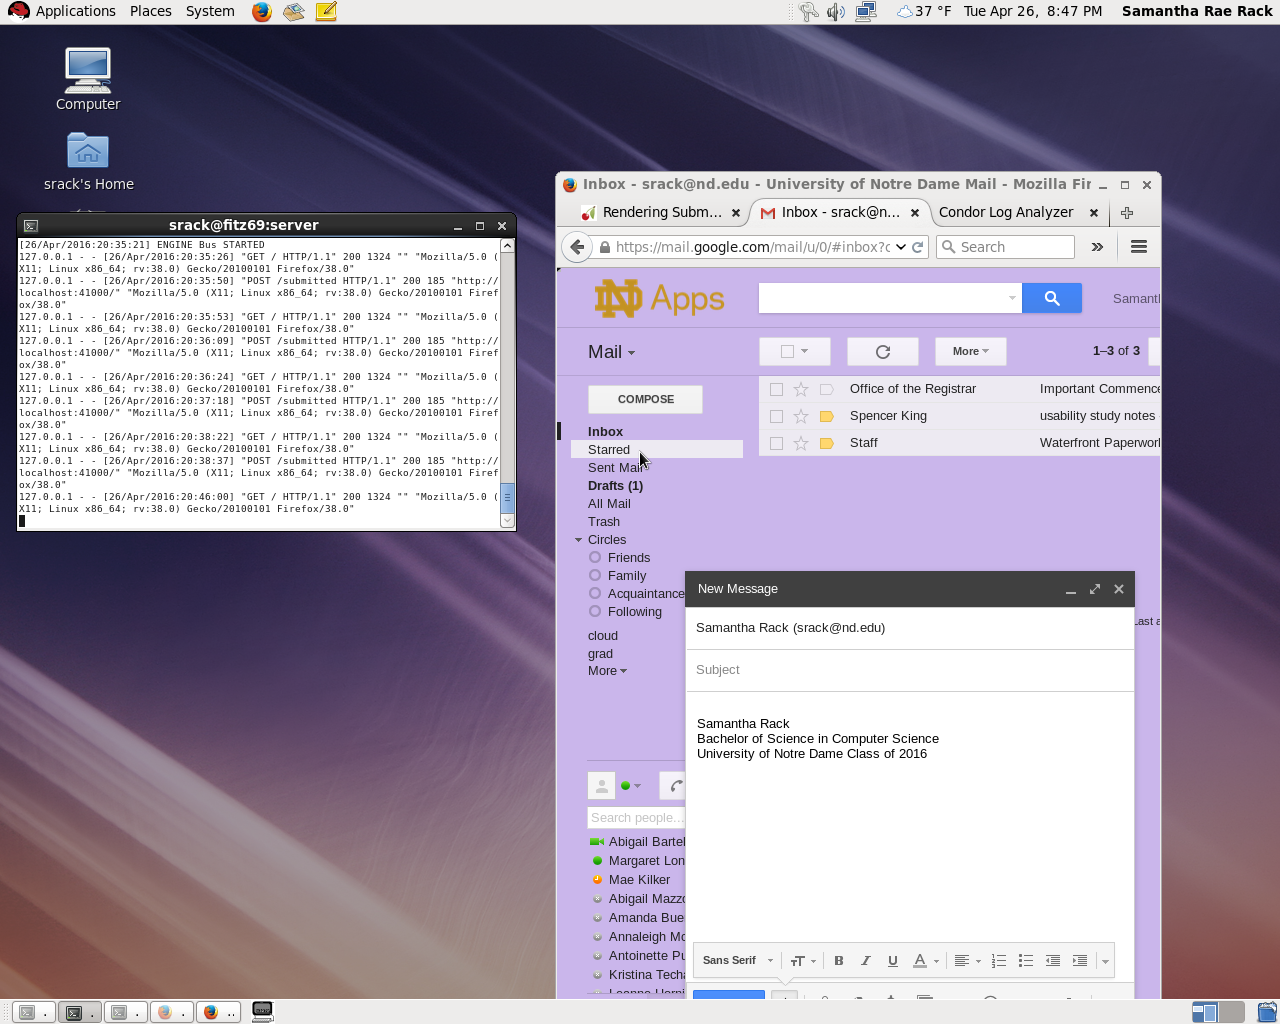 Applications Places System 37 °F Tue Apr 26, 8:47 PM Samantha Rae Rack
Computer
srack's Home
srack@fitz69:server
[26/Apr/2016:20:35:21] ENGINE Bus STARTED
127.0.0.1 - - [26/Apr/2016:20:35:26] "GET / HTTP/1.1" 200 1324 "" "Mozilla/5.0 (
X11; Linux x86_64; rv:38.0) Gecko/20100101 Firefox/38.0"
127.0.0.1 - - [26/Apr/2016:20:35:50] "POST /submitted HTTP/1.1" 200 185 "http://
localhost:41000/" "Mozilla/5.0 (X11; Linux x86_64; rv:38.0) Gecko/20100101 Firef
ox/38.0"
127.0.0.1 - - [26/Apr/2016:20:35:53] "GET / HTTP/1.1" 200 1324 "" "Mozilla/5.0 (
X11; Linux x86_64; rv:38.0) Gecko/20100101 Firefox/38.0"
127.0.0.1 - - [26/Apr/2016:20:36:09] "POST /submitted HTTP/1.1" 200 185 "http://
localhost:41000/" "Mozilla/5.0 (X11; Linux x86_64; rv:38.0) Gecko/20100101 Firef
ox/38.0"
127.0.0.1 - - [26/Apr/2016:20:36:24] "GET / HTTP/1.1" 200 1324 "" "Mozilla/5.0 (
X11; Linux x86_64; rv:38.0) Gecko/20100101 Firefox/38.0"
127.0.0.1 - - [26/Apr/2016:20:37:18] "POST /submitted HTTP/1.1" 200 185 "http://
localhost:41000/" "Mozilla/5.0 (X11; Linux x86_64; rv:38.0) Gecko/20100101 Firef
ox/38.0"
127.0.0.1 - - [26/Apr/2016:20:38:22] "GET / HTTP/1.1" 200 1324 "" "Mozilla/5.0 (
X11; Linux x86_64; rv:38.0) Gecko/20100101 Firefox/38.0"
127.0.0.1 - - [26/Apr/2016:20:38:37] "POST /submitted HTTP/1.1" 200 185 "http://
localhost:41000/" "Mozilla/5.0 (X11; Linux x86_64; rv:38.0) Gecko/20100101 Firef
ox/38.0"
127.0.0.1 - - [26/Apr/2016:20:46:00] "GET / HTTP/1.1" 200 1324 "" "Mozilla/5.0 (
X11; Linux x86_64; rv:38.0) Gecko/20100101 Firefox/38.0"
Inbox - srack@nd.edu - University of Notre Dame Mail - Mozilla Fir
Rendering Subm... Inbox - srack@n... Condor Log Analyzer
https://mail.google.com/mail/u/0/#inbox?c Search
ND Apps Samant
Mail More 1–3 of 3
COMPOSE
Office of the Registrar Important Commence
Spencer King usability study notes
Staff Waterfront Paperwork
Inbox
Starred
Sent Mail
Drafts (1)
All Mail
Trash
Circles
Friends
Family
Acquaintance
Following
cloud
grad
More
Last a
New Message
Samantha Rack (srack@nd.edu)
Subject
Samantha Rack
Bachelor of Science in Computer Science
University of Notre Dame Class of 2016
Search people...
Abigail Bartel
Margaret Lon
Mae Kilker
Abigail Mazz
Amanda Bue
Annaleigh Mc
Antoinette Pu
Kristina Techa
Sans Serif